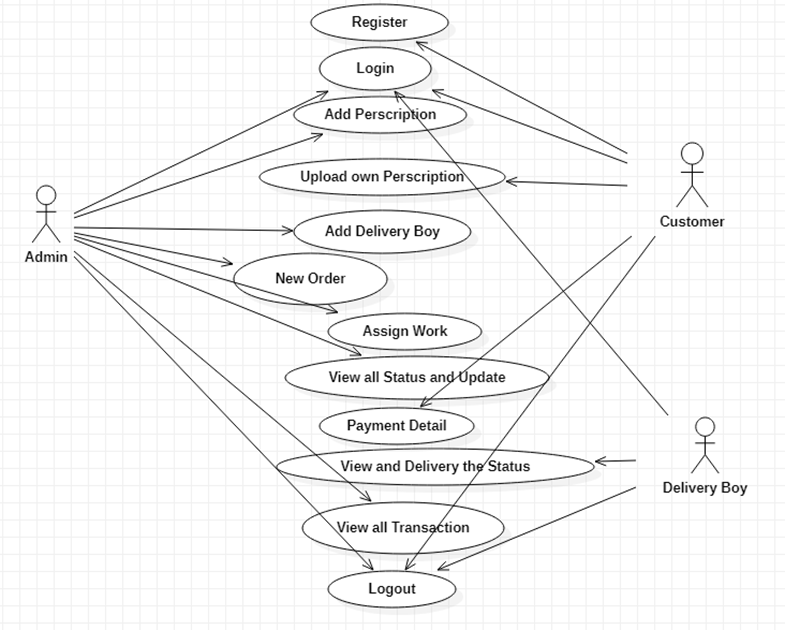 Register
Login
Add Perscription
Upload own Perscription
Customer
Add Delivery Boy
Admin
New Order
Assign Work
View all Status and Update
Payment Detail
View and Delivery the Status
Delivery Boy
View all Transaction
Logout